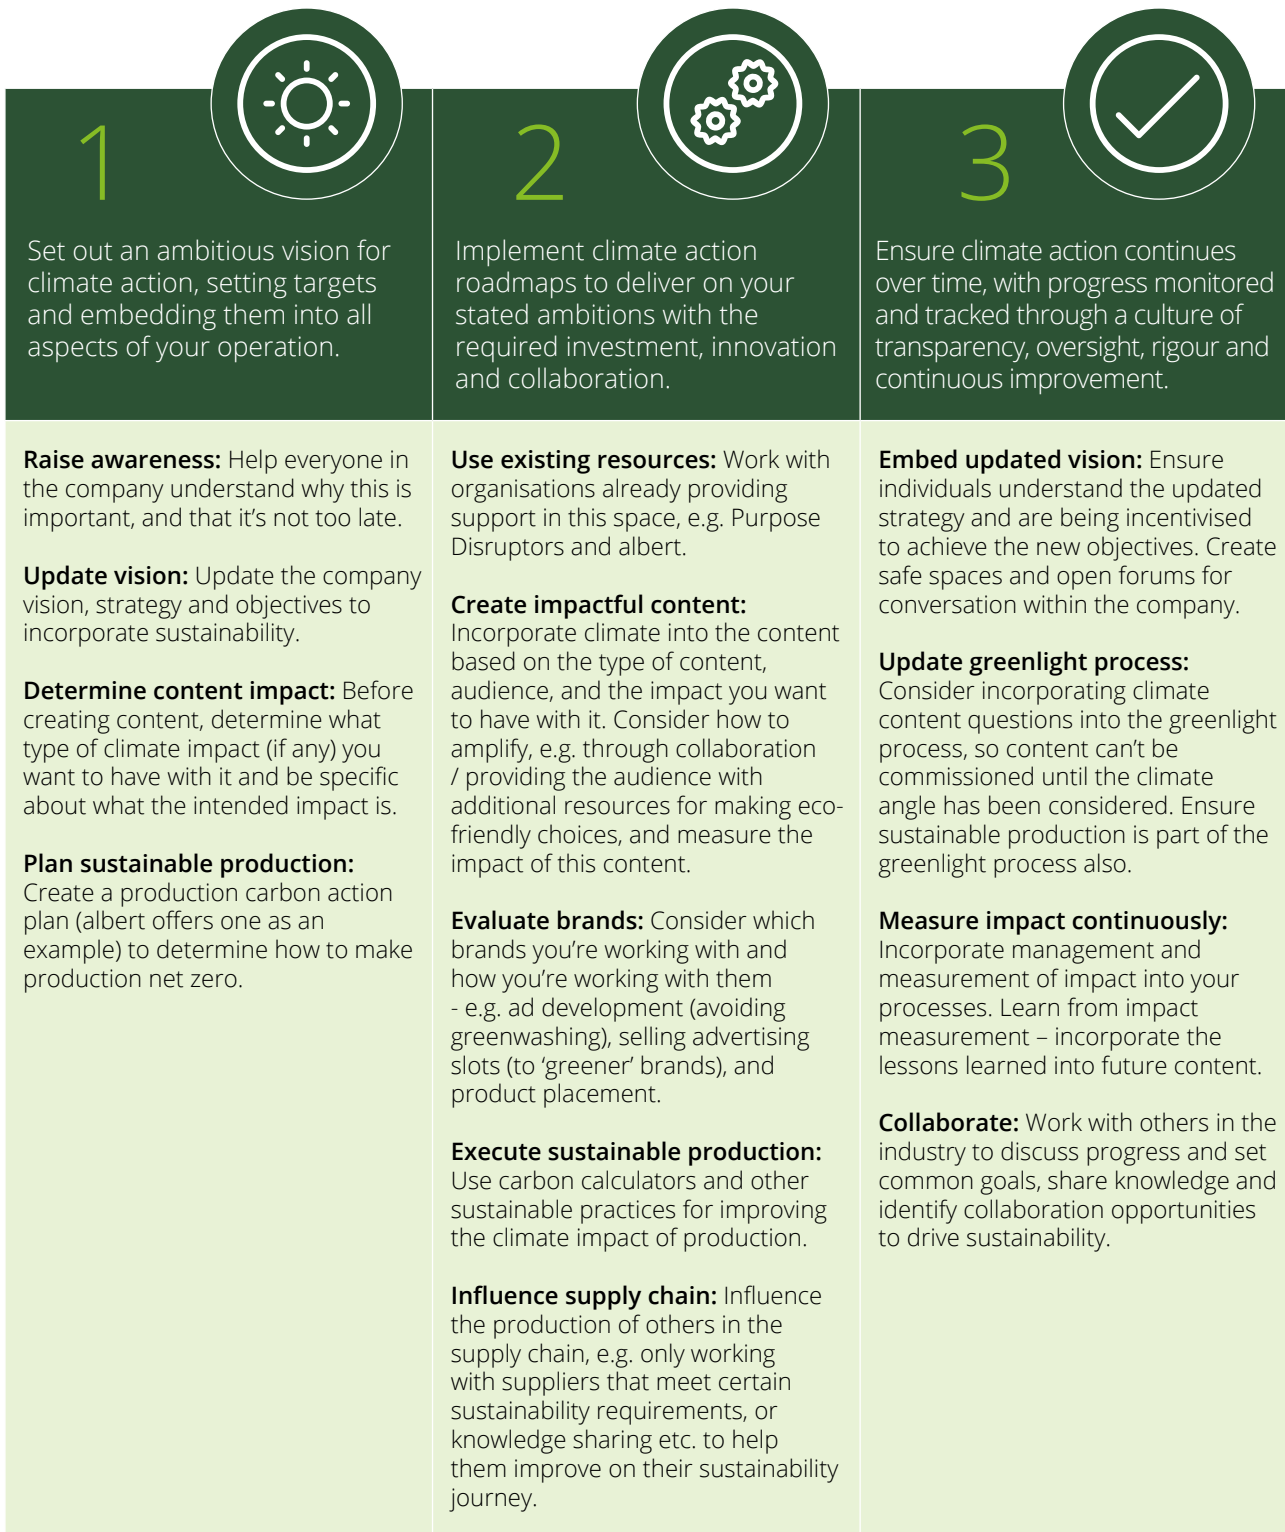 1
Set out an ambitious vision for
climate action, setting targets
and embedding them into all
aspects of your operation.
Raise awareness: Help everyone in
the company understand why this is
important, and that it’s not too late.
Update vision: Update the company
vision, strategy and objectives to
incorporate sustainability.
Determine content impact: Before
creating content, determine what
type of climate impact (if any) you
want to have with it and be specific
about what the intended impact is.
Plan sustainable production:
Create a production carbon action
plan (albert offers one as an
example) to determine how to make
production net zero.
2
Implement climate action
roadmaps to deliver on your
stated ambitions with the
required investment, innovation
and collaboration.
Use existing resources: Work with
organisations already providing
support in this space, e.g. Purpose
Disruptors and albert.
Create impactful content:
Incorporate climate into the content
based on the type of content,
audience, and the impact you want
to have with it. Consider how to
amplify, e.g. through collaboration
/ providing the audience with
additional resources for making eco-
friendly choices, and measure the
impact of this content.
Evaluate brands: Consider which
brands you’re working with and
how you’re working with them
- e.g. ad development (avoiding
greenwashing), selling advertising
slots (to ‘greener’ brands), and
product placement.
Execute sustainable production:
Use carbon calculators and other
sustainable practices for improving
the climate impact of production.
Influence supply chain: Influence
the production of others in the
supply chain, e.g. only working
with suppliers that meet certain
sustainability requirements, or
knowledge sharing etc. to help
them improve on their sustainability
journey.
3
Ensure climate action continues
over time, with progress monitored
and tracked through a culture of
transparency, oversight, rigour and
continuous improvement.
Embed updated vision: Ensure
individuals understand the updated
strategy and are being incentivised
to achieve the new objectives. Create
safe spaces and open forums for
conversation within the company.
Update greenlight process:
Consider incorporating climate
content questions into the greenlight
process, so content can’t be
commissioned until the climate
angle has been considered. Ensure
sustainable production is part of the
greenlight process also.
Measure impact continuously:
Incorporate management and
measurement of impact into your
processes. Learn from impact
measurement – incorporate the
lessons learned into future content.
Collaborate: Work with others in the
industry to discuss progress and set
common goals, share knowledge and
identify collaboration opportunities
to drive sustainability.